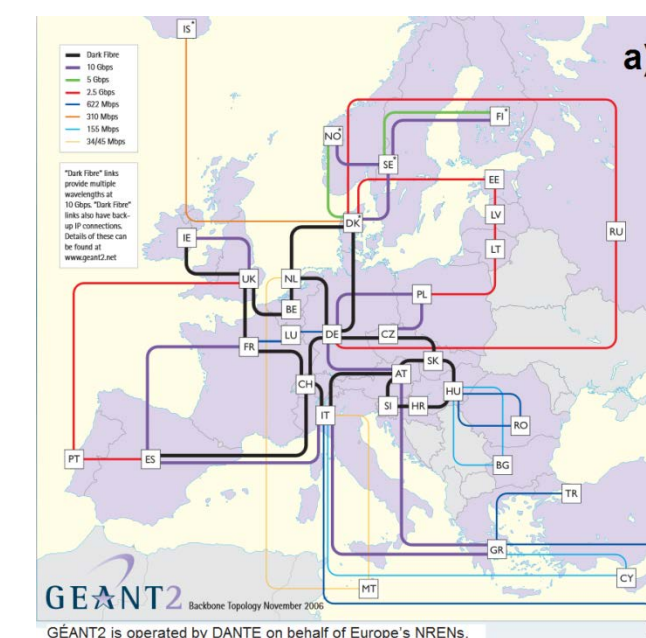 a)
IS*
Dark Fibre
10 Gbps
5 Gbps
2.5 Gbps
622 Mbps
310 Mbps
155 Mbps
34/45 Mbps
"Dark Fibre" links
provide multiple
wavelengths at
10 Gbps. "Dark Fibre"
links also have back-
up IP connections.
Details of these can
be found at
www.geant2.net
FI*
NO*
SE*
EE
DK*
LV
RU
IE
LT
UK
NL
PL
BE
LU
DE
CZ
FR
SK
CH
AT
HU
IT
SI
HR
RO
PT
ES
BG
TR
GR
CY
MT
GEANT2 Backbone Topology November 2006
GÉANT2 is operated by DANTE on behalf of Europe's NRENs.